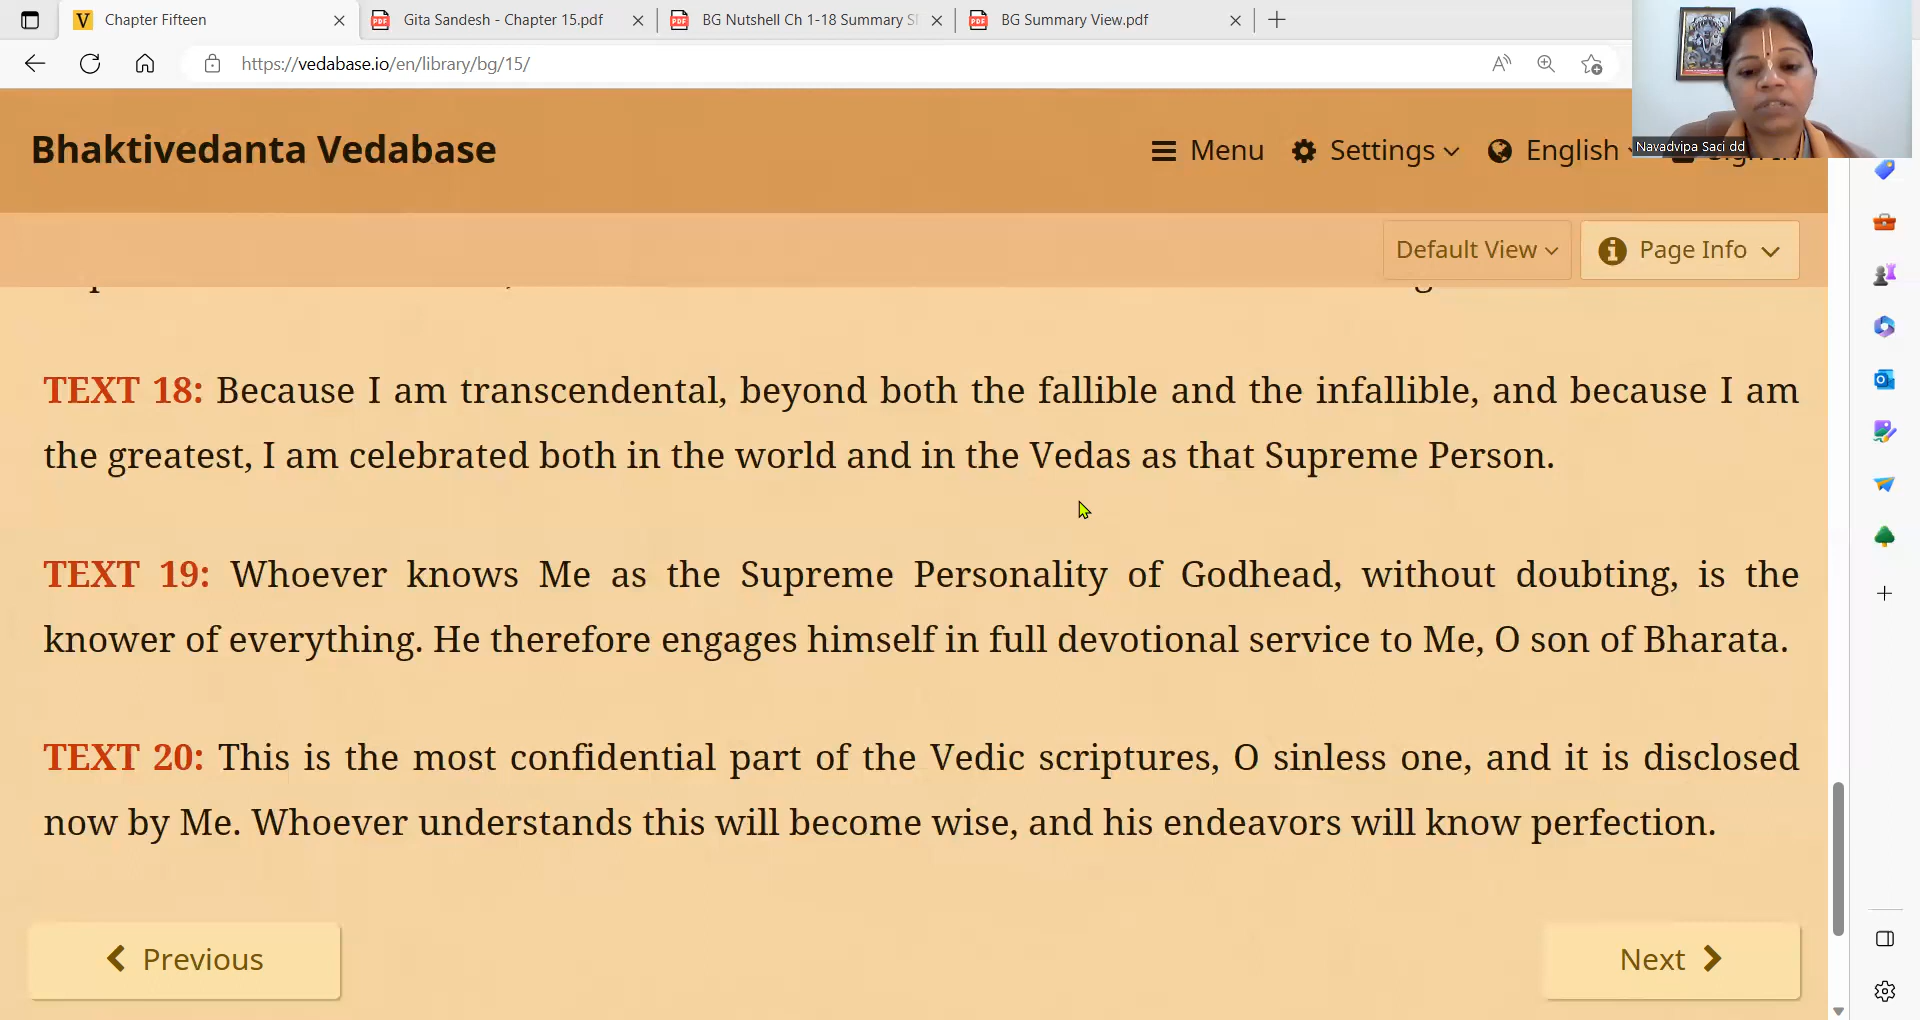 Chapter Fifteen
Gita Sandesh - Chapter 15.pdf
BG Nutshell Ch 1-18 Summary
BG Summary View.pdf
https://vedabase.io/en/library/bg/15/
Bhaktivedanta Vedabase
Menu
Settings
English
Navadvipa Saci dd
Default View
Page Info
TEXT 18: Because I am transcendental, beyond both the fallible and the infallible, and because I am
the greatest, I am celebrated both in the world and in the Vedas as that Supreme Person.
TEXT 19: Whoever knows Me as the Supreme Personality of Godhead, without doubting, is the
knower of everything. He therefore engages himself in full devotional service to Me, O son of Bharata.
TEXT 20: This is the most confidential part of the Vedic scriptures, O sinless one, and it is disclosed
now by Me. Whoever understands this will become wise, and his endeavors will know perfection.
Previous
Next